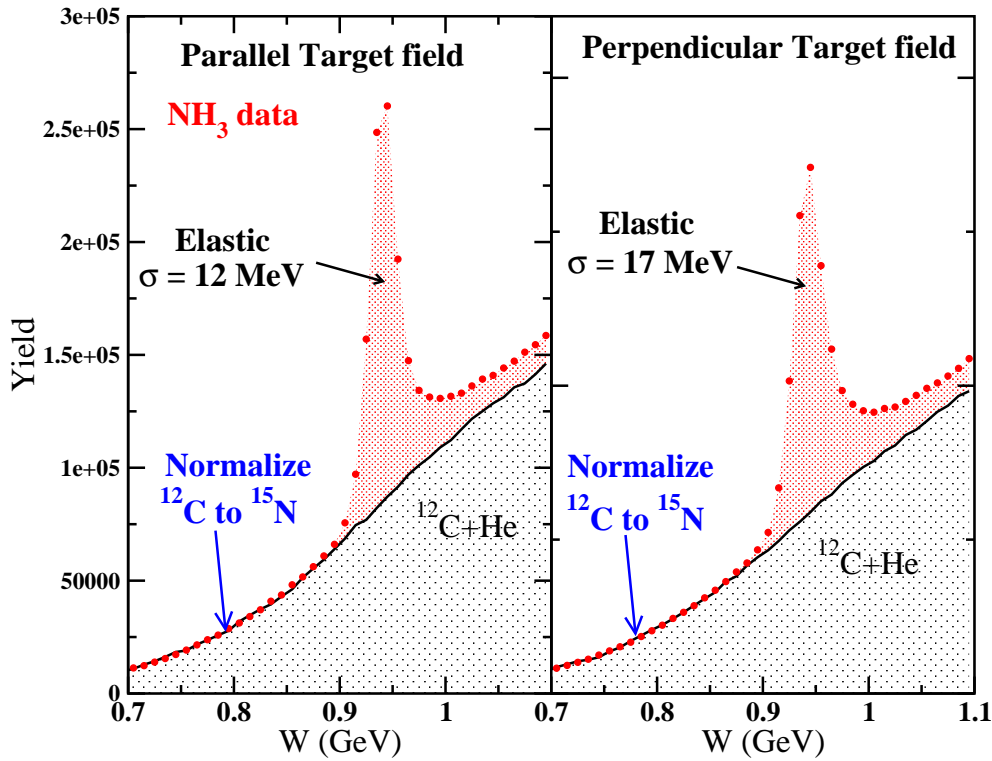 3e+05
2.5e+05
2e+05
1.5e+05
1e+05
50000
0
Yield
Parallel Target field
NH₃ data
Elastic
σ = 12 MeV
Normalize
¹²C to ¹⁵N
¹²C+He
0.7 0.8 0.9 1 0.7
W (GeV)
Perpendicular Target field
Elastic
σ = 17 MeV
Normalize
¹²C to ¹⁵N
¹²C+He
0.8 0.9 1 1.1
W (GeV)